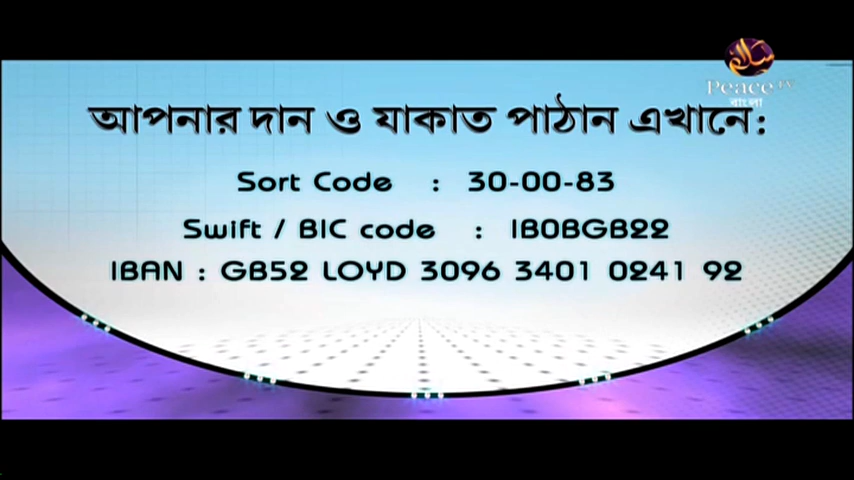 Peace TV
বাংলা
আপনার দান ও যাকাত পাঠান এখানে:
Sort Code : 30-00-83
Swift / BIC code : IBOBGB22
IBAN : GB52 LOYD 3096 3401 0241 92